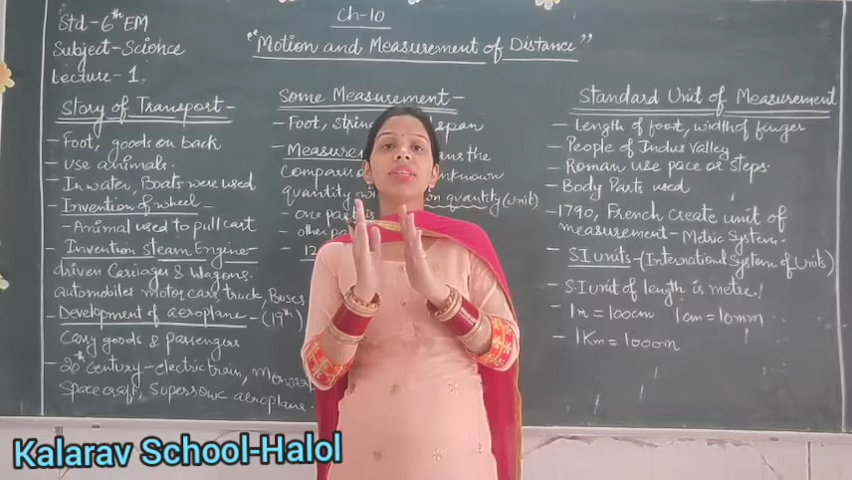 Std-6th EM
Subject-Science
Lecture-1
Ch-10
"Motion and Measurement of Distance"
Story of Transport-
- Foot, goods on back
- use animals.
- In water, Boats were used
- Invention of wheel-
- Animal used to pull cart
- Invention steam Engine-
driven Carriages & Wagons.
automobiles motor cars, truck, Buses
- Development of aeroplane - (19th)
Carry goods & passengers
- 20th Century - electric train,
Spacecraft, Supersonic aeroplane
Some Measurement-
- Foot, span
- the
unknown
quantity quantity (unit)
- one
- other
- 12
Standard Unit of Measurement
- Length of foot, width of finger
- People of Indus Valley
- Roman use pace or steps
- Body Parts used
- 1790, French create unit of
measurement - Metric System.
- SI units-(International System of Units)
- S.I unit of length is metre.
- 1m = 100cm 1cm = 10mm
- 1Km = 1000m
Kalarav School-Halol